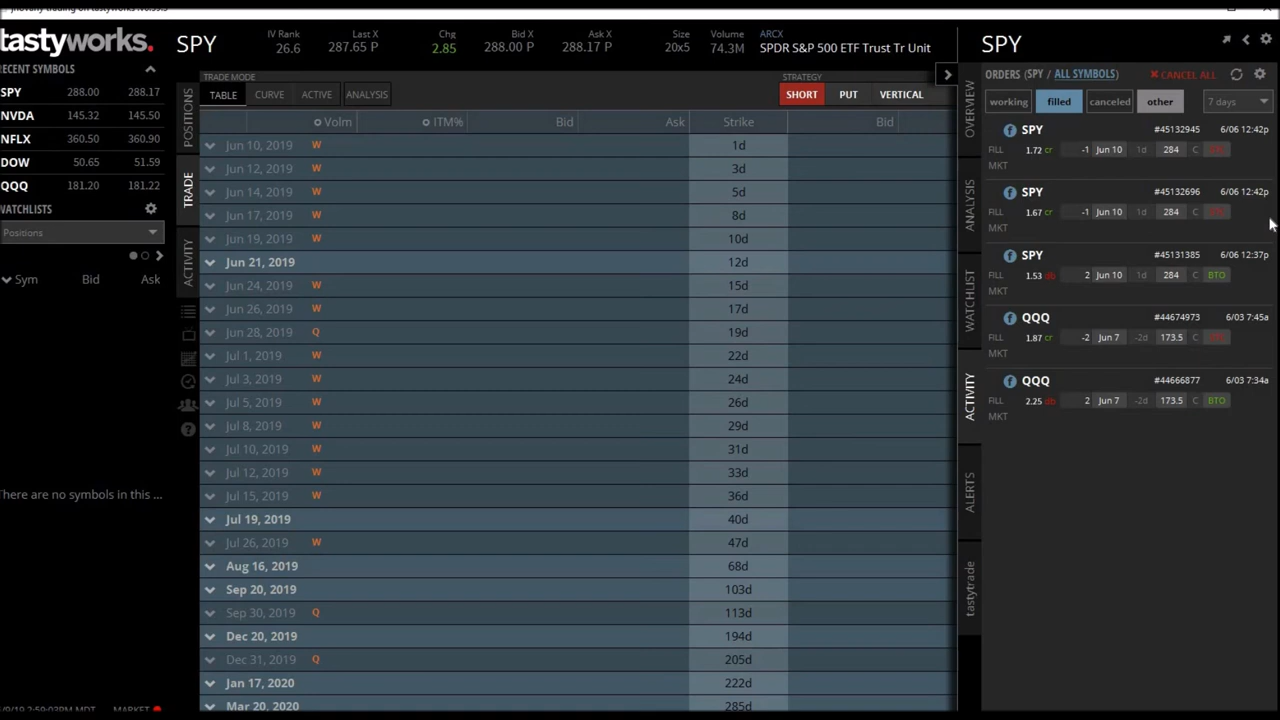 tastyworks.
RECENT SYMBOLS
SPY 288.00 288.17
NVDA 145.32 145.50
NFLX 360.50 360.90
DOW 50.65 51.59
QQQ 181.20 181.22
WATCHLISTS
Positions
Sym Bid Ask
There are no symbols in this ...
MARKET
POSITIONS
TRADE
ACTIVITY
SPY
IV Rank Last X Chg Bid X Ask X Size Volume ARCX
26.6 287.65 P 2.85 288.00 P 288.17 P 20x5 74.3M SPDR S&P 500 ETF Trust Tr Unit
TRADE MODE STRATEGY
TABLE CURVE ACTIVE ANALYSIS SHORT PUT VERTICAL
Volm ITM% Bid Ask Strike Bid
Jun 10, 2019 W 1d
Jun 12, 2019 W 3d
Jun 14, 2019 W 5d
Jun 17, 2019 W 8d
Jun 19, 2019 W 10d
Jun 21, 2019 12d
Jun 24, 2019 W 15d
Jun 26, 2019 W 17d
Jun 28, 2019 Q 19d
Jul 1, 2019 W 22d
Jul 3, 2019 W 24d
Jul 5, 2019 W 26d
Jul 8, 2019 W 29d
Jul 10, 2019 W 31d
Jul 12, 2019 W 33d
Jul 15, 2019 W 36d
Jul 19, 2019 40d
Jul 26, 2019 W 47d
Aug 16, 2019 68d
Sep 20, 2019 103d
Sep 30, 2019 Q 113d
Dec 20, 2019 194d
Dec 31, 2019 Q 205d
Jan 17, 2020 222d
Mar 20, 2020 285d
OVERVIEW
ANALYSIS
WATCHLIST
ACTIVITY
ALERTS
tastytrade
SPY
ORDERS (SPY / ALL SYMBOLS) × CANCEL ALL
working filled canceled other 7 days
f SPY #45132945 6/06 12:42p
FILL 1.72 cr -1 Jun 10 1d 284 C
MKT
f SPY #45132696 6/06 12:42p
FILL 1.67 cr -1 Jun 10 1d 284 C
MKT
f SPY #45131385 6/06 12:37p
FILL 1.53 db 2 Jun 10 1d 284 C BTO
MKT
f QQQ #44674973 6/03 7:45a
FILL 1.87 cr -2 Jun 7 -2d 173.5 C
MKT
f QQQ #44666877 6/03 7:34a
FILL 2.25 db 2 Jun 7 -2d 173.5 C BTO
MKT